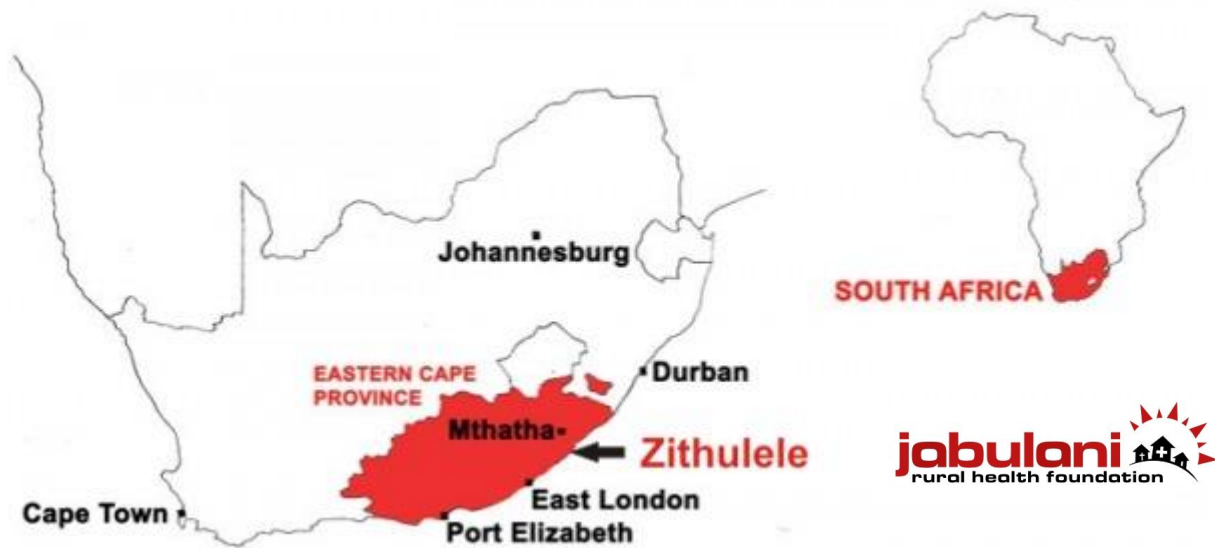 Johannesburg
SOUTH AFRICA
EASTERN CAPE
PROVINCE
Durban
Mthatha
Zithulele
East London
Cape Town
Port Elizabeth
jabulani
rural health foundation